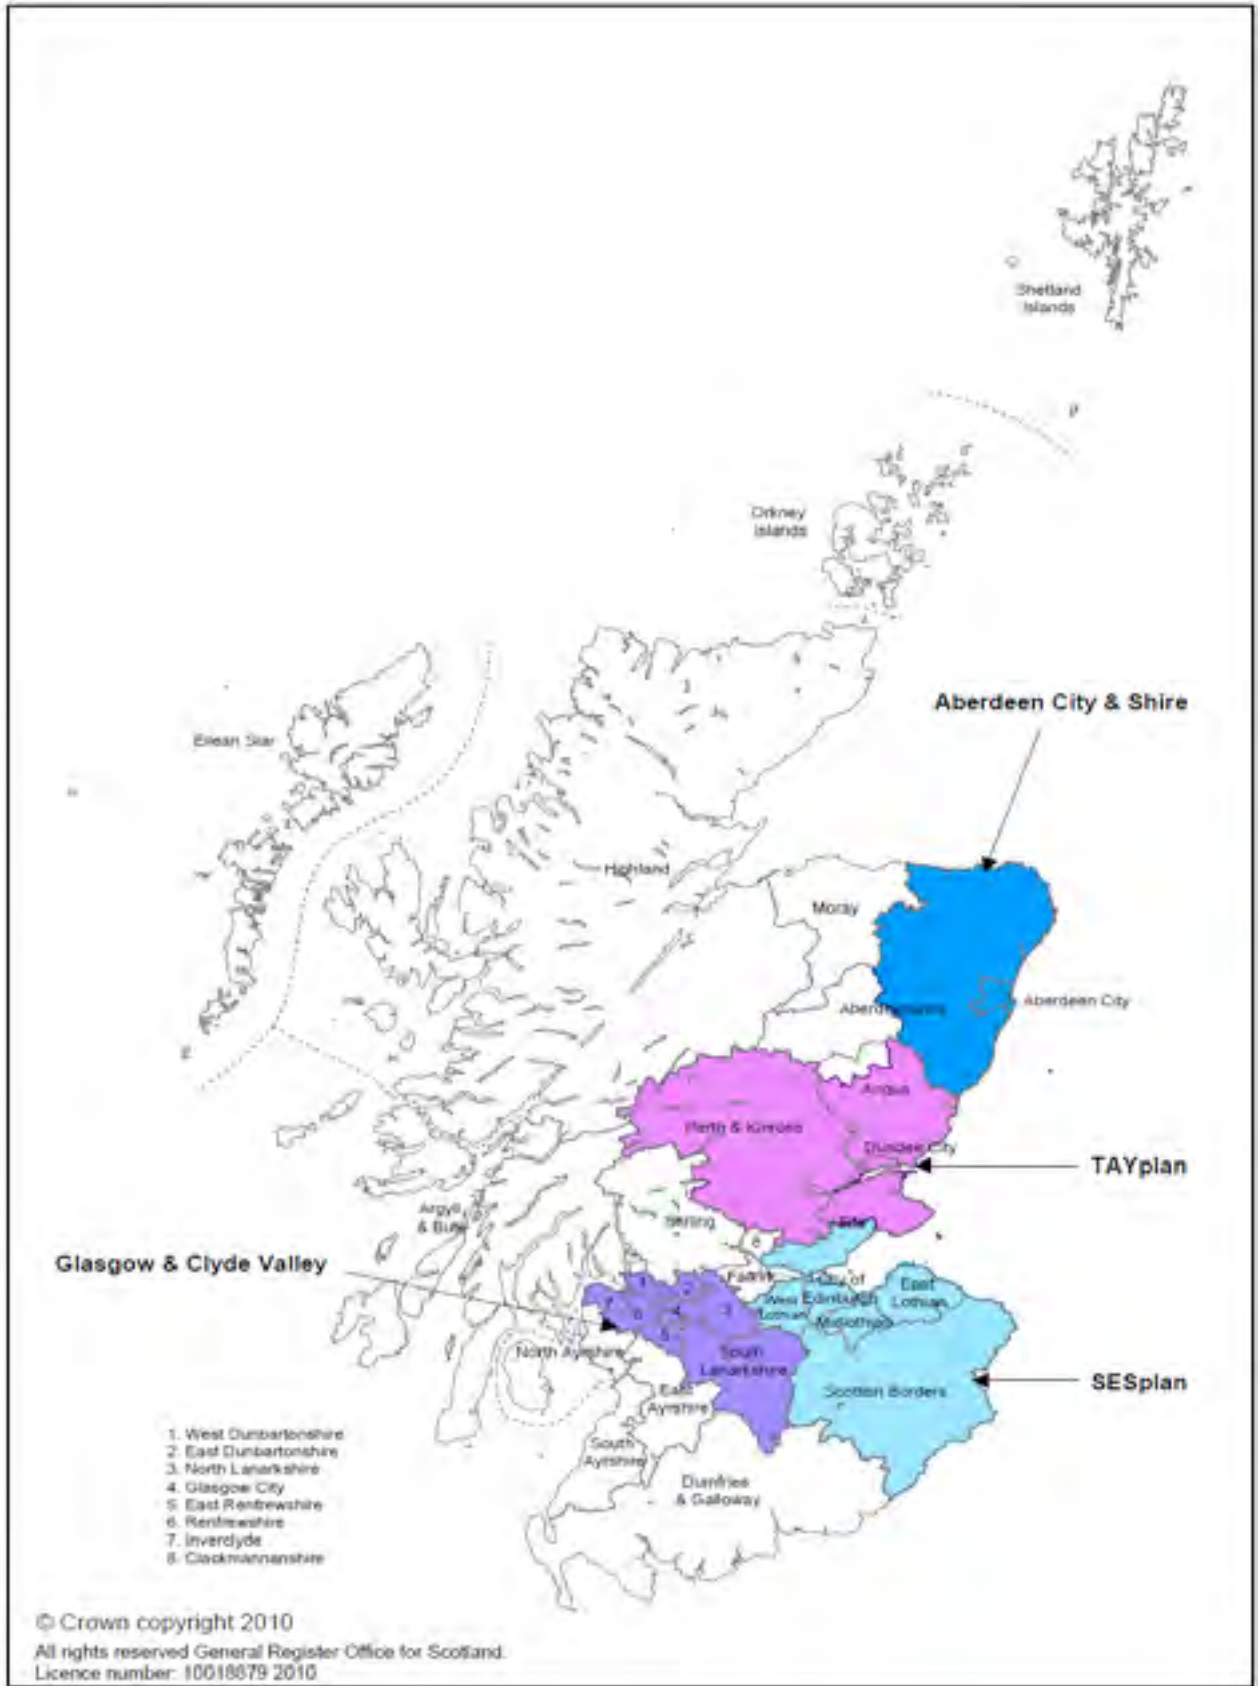 Shetland
Islands
Orkney
Islands
Aberdeen City & Shire
Eilean Siar
Highland
Moray
Aberdeenshire
Aberdeen City
Angus
Perth & Kinross
Dundee City
TAYplan
Argyll
& Bute
Stirling
Fife
8
Glasgow & Clyde Valley
Falkirk
City of
Edinburgh
East
Lothian
West
Lothian
Midlothian
1
2
3
4
5
6
7
North Ayrshire
South
Lanarkshire
Scottish Borders
SESplan
East
Ayrshire
South
Ayrshire
Dumfries
& Galloway
1. West Dunbartonshire
2. East Dunbartonshire
3. North Lanarkshire
4. Glasgow City
5. East Renfrewshire
6. Renfrewshire
7. Inverclyde
8. Clackmannanshire
© Crown copyright 2010
All rights reserved General Register Office for Scotland.
Licence number: 10018879 2010